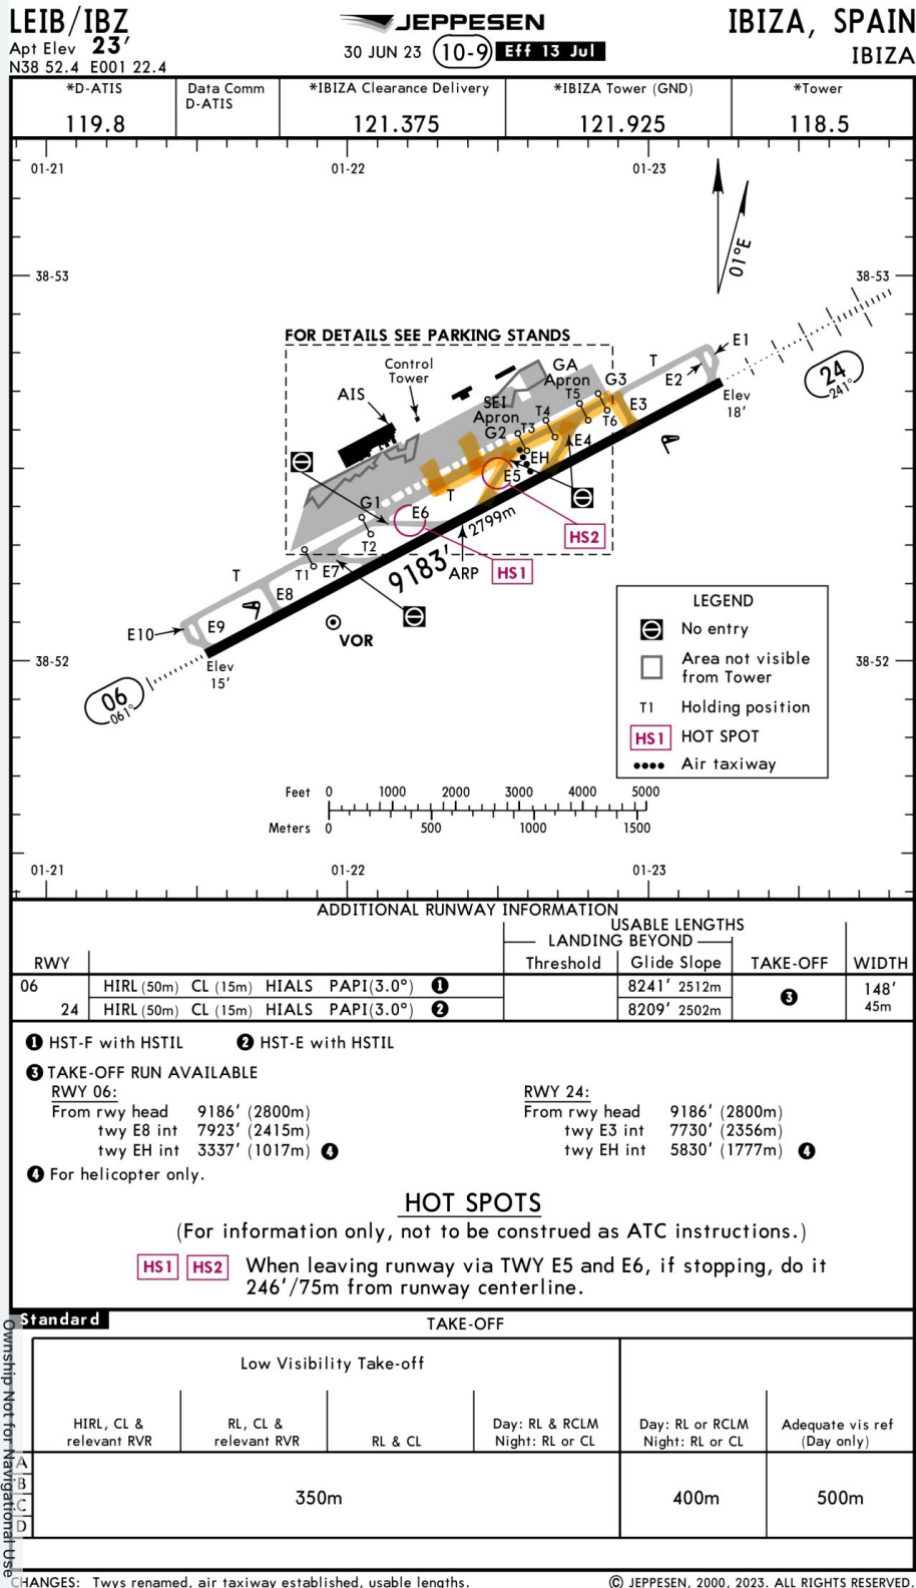 LEIB/IBZ
Apt Elev 23'
N38 52.4 E001 22.4
JEPPESEN
30 JUN 23 10-9 Eff 13 Jul
IBIZA, SPAIN
IBIZA
*D-ATIS
119.8
Data Comm
D-ATIS
*IBIZA Clearance Delivery
121.375
*IBIZA Tower (GND)
121.925
*Tower
118.5
01-21 01-22 01-23
01°E
38-53 38-53
FOR DETAILS SEE PARKING STANDS
Control
Tower
AIS
GA
Apron
SEI
Apron
G3
G2
T3
T4
T5
T6
T
E1
E2
E3
E4
EH
E5
24
241°
Elev
18'
G1
T
E6
T2
HS2
HS1
9183' 2799m
ARP
T
T1
E7
E8
E9
E10
VOR
Elev
15'
06
061°
38-52 38-52
LEGEND
No entry
Area not visible
from Tower
T1 Holding position
HS1 HOT SPOT
Air taxiway
Feet 0 1000 2000 3000 4000 5000
Meters 0 500 1000 1500
01-21 01-22 01-23
ADDITIONAL RUNWAY INFORMATION
USABLE LENGTHS
LANDING BEYOND
RWY Threshold Glide Slope TAKE-OFF WIDTH
06 HIRL (50m) CL (15m) HIALS PAPI (3.0°) 1 8241' 2512m
24 HIRL (50m) CL (15m) HIALS PAPI (3.0°) 2 8209' 2502m
3
148'
45m
1 HST-F with HSTIL 2 HST-E with HSTIL
3 TAKE-OFF RUN AVAILABLE
RWY 06:
From rwy head 9186' (2800m)
twy E8 int 7923' (2415m)
twy EH int 3337' (1017m) 4
RWY 24:
From rwy head 9186' (2800m)
twy E3 int 7730' (2356m)
twy EH int 5830' (1777m) 4
4 For helicopter only.
HOT SPOTS
(For information only, not to be construed as ATC instructions.)
HS1 HS2 When leaving runway via TWY E5 and E6, if stopping, do it
246'/75m from runway centerline.
Standard
TAKE-OFF
Low Visibility Take-off
HIRL, CL &
relevant RVR
RL, CL &
relevant RVR
RL & CL
Day: RL & RCLM
Night: RL or CL
Day: RL or RCLM
Night: RL or CL
Adequate vis ref
(Day only)
A
B
C
D
350m 400m 500m
Ownship Not for Navigational Use
CHANGES: Twys renamed, air taxiway established, usable lengths.
© JEPPESEN, 2000, 2023. ALL RIGHTS RESERVED.